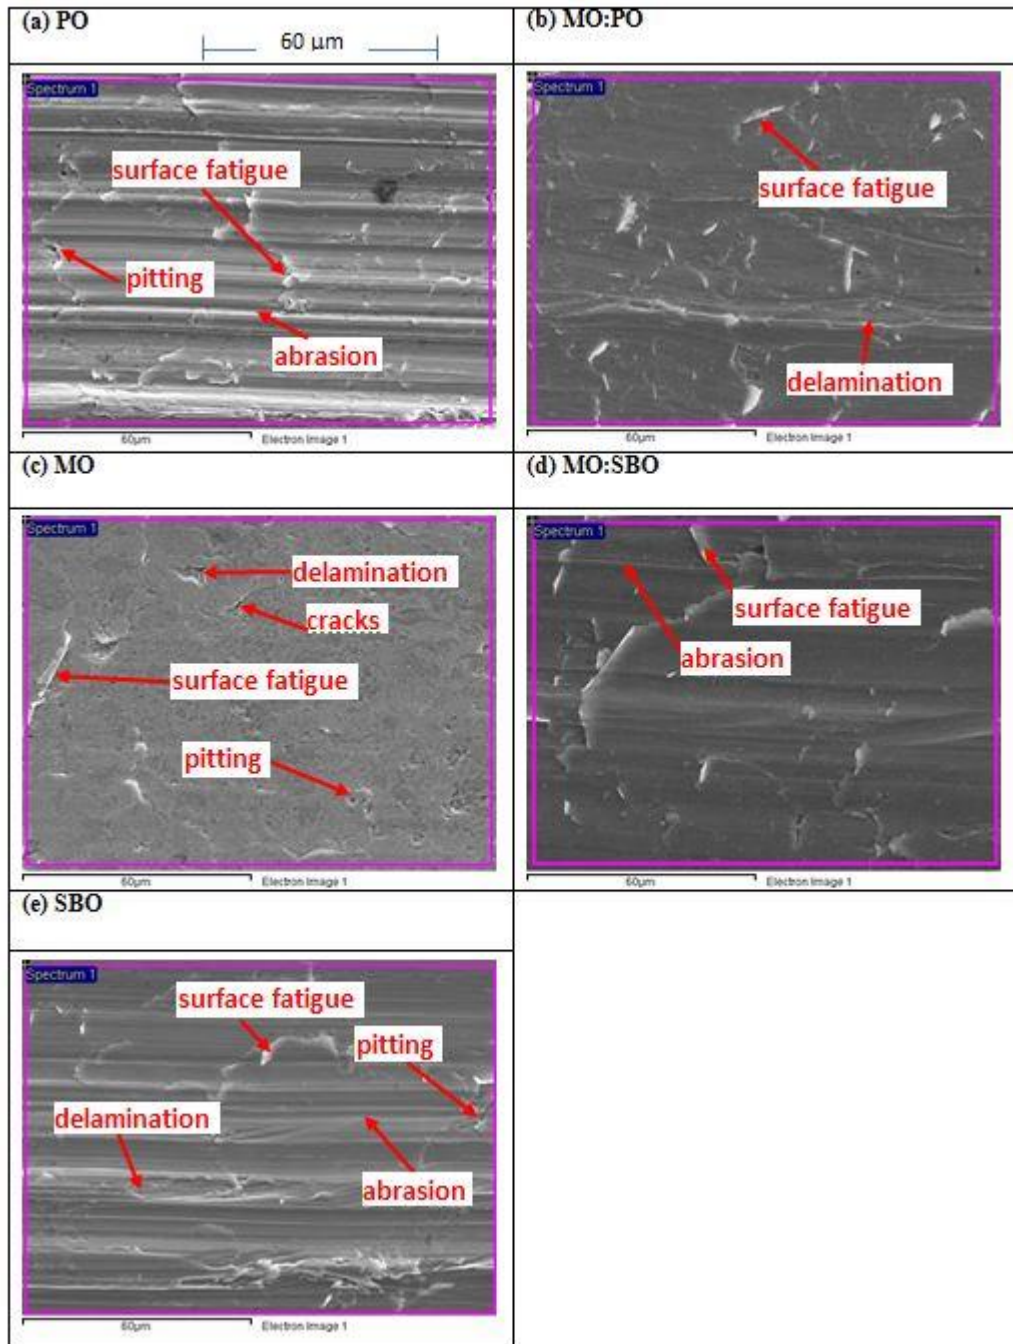 (a) PO
60 µm
Spectrum 1
surface fatigue
pitting
abrasion
60µm
Electron Image 1
(b) MO:PO
Spectrum 1
surface fatigue
delamination
60µm
Electron Image 1
(c) MO
Spectrum 1
delamination
cracks
surface fatigue
pitting
60µm
Electron Image 1
(d) MO:SBO
Spectrum 1
surface fatigue
abrasion
60µm
Electron Image 1
(e) SBO
Spectrum 1
surface fatigue
pitting
delamination
abrasion
60µm
Electron Image 1